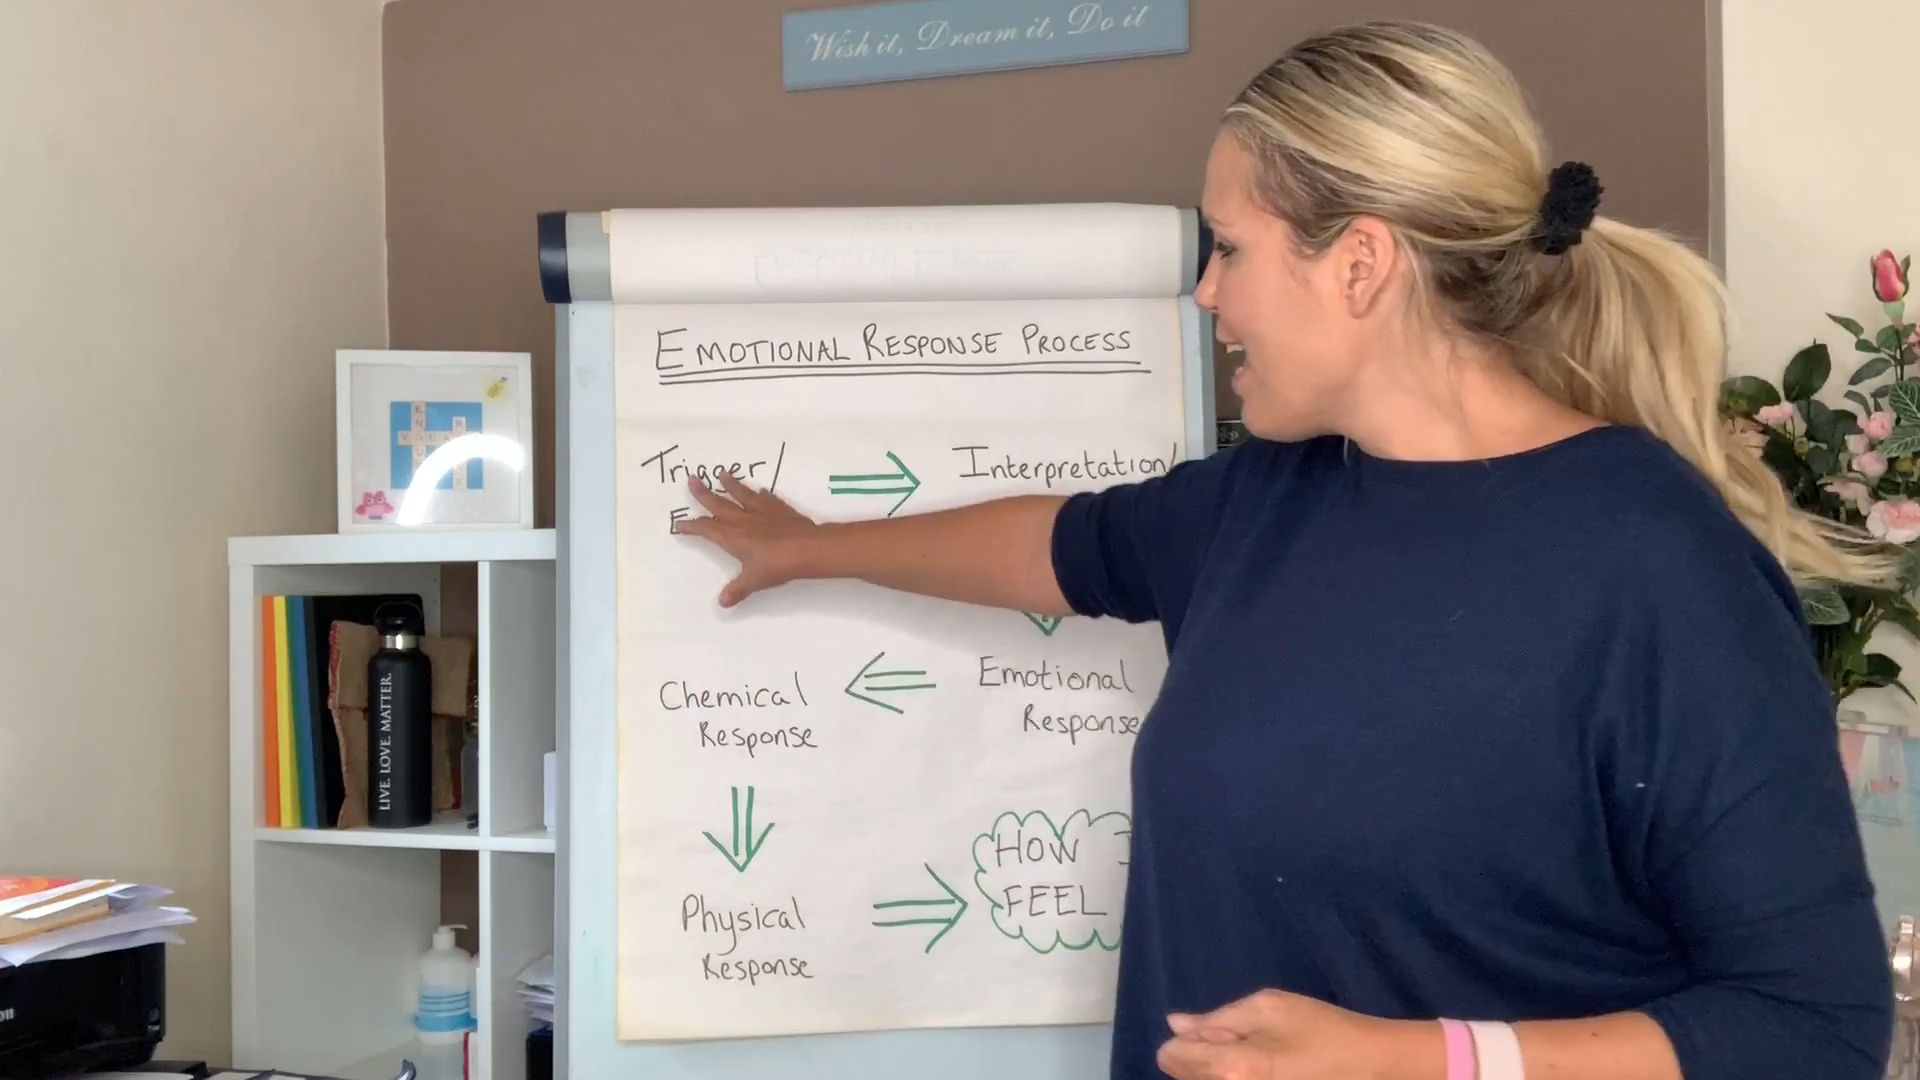 Wish it, Dream it, Do it
EMOTIONAL RESPONSE PROCESS
Trigger/
E
Interpretation/
Chemical
Response
Emotional
Response
Physical
Response
HOW I
FEEL
LIVE. LOVE. MATTER.